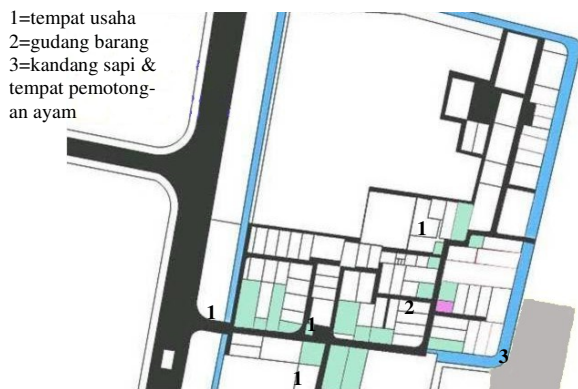 1=tempat usaha
2=gudang barang
3=kandang sapi &
tempat pemotong-
an ayam
1
2
1
1
3
1